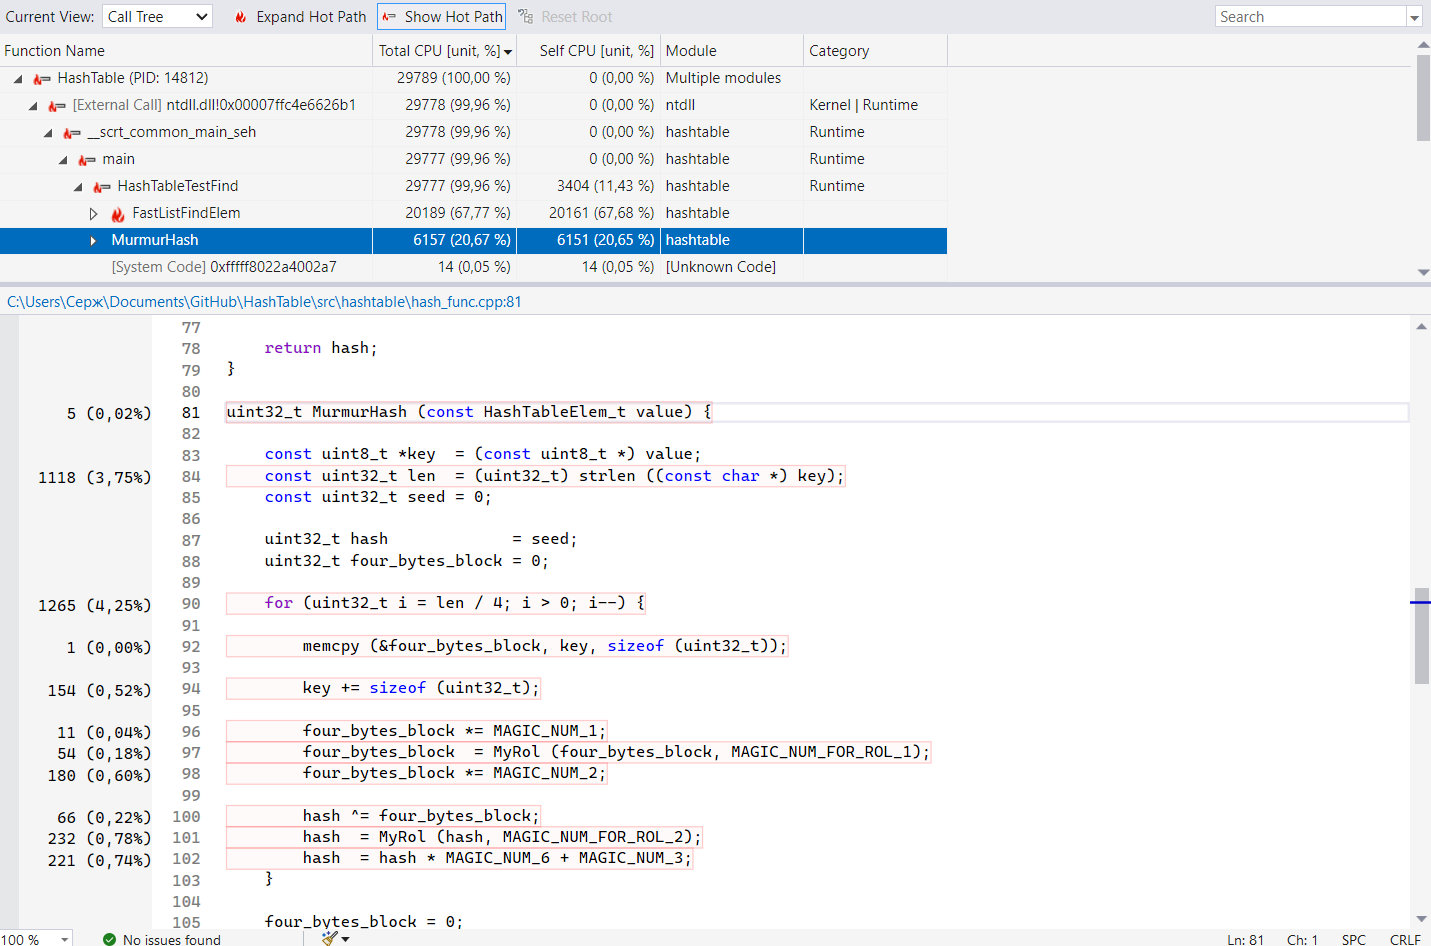 Current View: Call Tree Expand Hot Path Show Hot Path Reset Root Search
Function Name Total CPU [unit, %] Self CPU [unit, %] Module Category
HashTable (PID: 14812) 29789 (100,00 %) 0 (0,00 %) Multiple modules
[External Call] ntdll.dll!0x00007ffc4e6626b1 29778 (99,96 %) 0 (0,00 %) ntdll Kernel | Runtime
__scrt_common_main_seh 29778 (99,96 %) 0 (0,00 %) hashtable Runtime
main 29777 (99,96 %) 0 (0,00 %) hashtable Runtime
HashTableTestFind 29777 (99,96 %) 3404 (11,43 %) hashtable Runtime
FastListFindElem 20189 (67,77 %) 20161 (67,68 %) hashtable
MurmurHash 6157 (20,67 %) 6151 (20,65 %) hashtable
[System Code] 0xfffff8022a4002a7 14 (0,05 %) 14 (0,05 %) [Unknown Code]
C:\Users\Серж\Documents\GitHub\HashTable\src\hashtable\hash_func.cpp:81
77
78 return hash;
79 }
80
5 (0,02%) 81 uint32_t MurmurHash (const HashTableElem_t value) {
82
83 const uint8_t *key = (const uint8_t *) value;
1118 (3,75%) 84 const uint32_t len = (uint32_t) strlen ((const char *) key);
85 const uint32_t seed = 0;
86
87 uint32_t hash = seed;
88 uint32_t four_bytes_block = 0;
89
1265 (4,25%) 90 for (uint32_t i = len / 4; i > 0; i--) {
91
1 (0,00%) 92 memcpy (&four_bytes_block, key, sizeof (uint32_t));
93
154 (0,52%) 94 key += sizeof (uint32_t);
95
11 (0,04%) 96 four_bytes_block *= MAGIC_NUM_1;
54 (0,18%) 97 four_bytes_block = MyRol (four_bytes_block, MAGIC_NUM_FOR_ROL_1);
180 (0,60%) 98 four_bytes_block *= MAGIC_NUM_2;
99
66 (0,22%) 100 hash ^= four_bytes_block;
232 (0,78%) 101 hash = MyRol (hash, MAGIC_NUM_FOR_ROL_2);
221 (0,74%) 102 hash = hash * MAGIC_NUM_6 + MAGIC_NUM_3;
103 }
104
105 four_bytes_block = 0;
100 % No issues found Ln: 81 Ch: 1 SPC CRLF